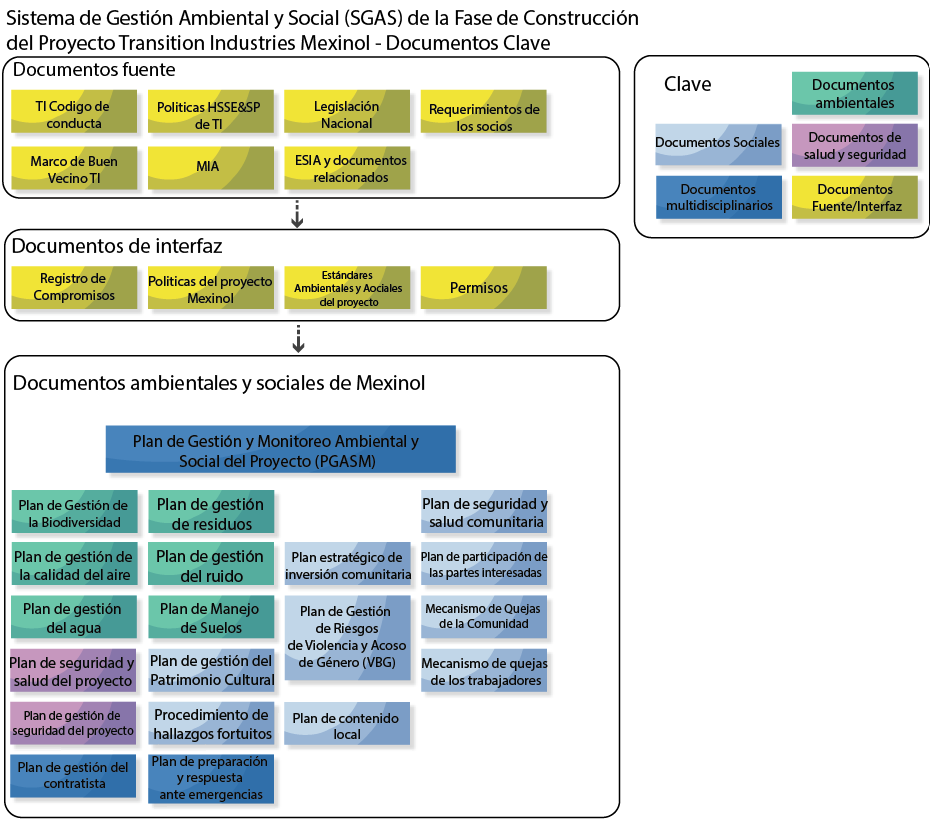 Sistema de Gestión Ambiental y Social (SGAS) de la Fase de Construcción
del Proyecto Transition Industries Mexinol - Documentos Clave
Documentos fuente
TI Codigo de
conducta
Politicas HSSE&SP
de TI
Legislación
Nacional
Requerimientos de
los socios
Marco de Buen
Vecino TI
MIA
ESIA y documentos
relacionados
Clave
Documentos
ambientales
Documentos Sociales
Documentos de
salud y seguridad
Documentos
multidisciplinarios
Documentos
Fuente/Interfaz
Documentos de interfaz
Registro de
Compromisos
Politicas del proyecto
Mexinol
Estándares
Ambientales y Aociales
del proyecto
Permisos
Documentos ambientales y sociales de Mexinol
Plan de Gestión y Monitoreo Ambiental y
Social del Proyecto (PGASM)
Plan de Gestión de
la Biodiversidad
Plan de gestión
de residuos
Plan de seguridad y
salud comunitaria
Plan de gestión de
la calidad del aire
Plan de gestión
del ruido
Plan estratégico de
inversión comunitaria
Plan de participación de
las partes interesadas
Plan de gestión
del agua
Plan de Manejo
de Suelos
Plan de Gestión
de Riesgos
de Violencia y Acoso
de Género (VBG)
Mecanismo de Quejas
de la Comunidad
Plan de seguridad y
salud del proyecto
Plan de gestión del
Patrimonio Cultural
Mecanismo de quejas
de los trabajadores
Plan de gestión de
seguridad del proyecto
Procedimiento de
hallazgos fortuitos
Plan de contenido
local
Plan de gestión del
contratista
Plan de preparación
y respuesta
ante emergencias